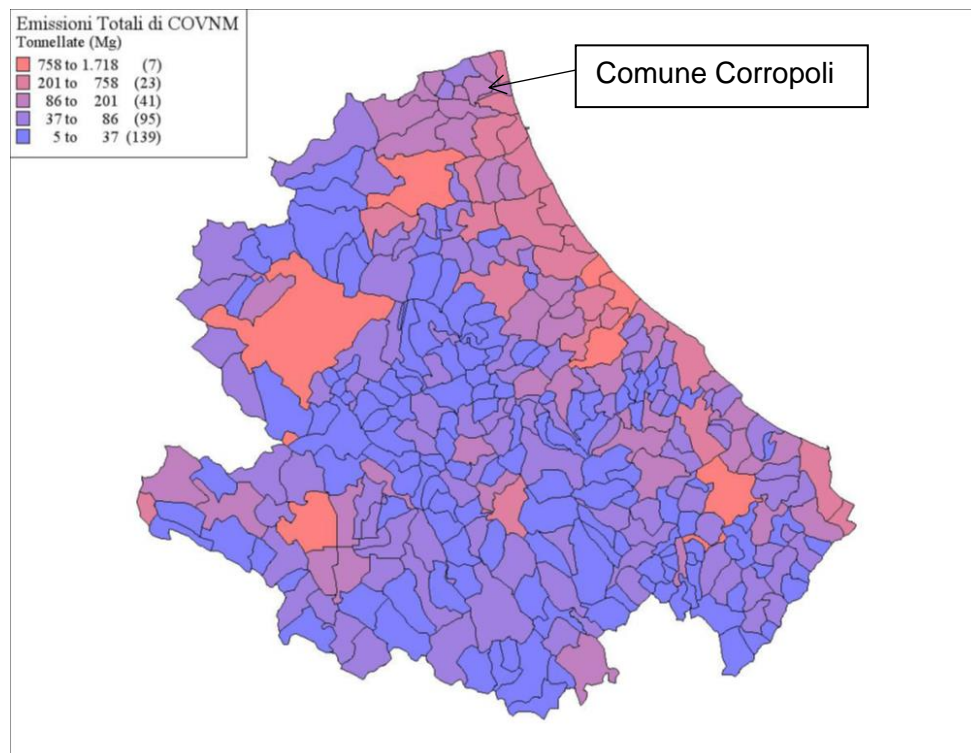 Emissioni Totali di COVNM
Tonnellate (Mg)
758 to 1.718 (7)
201 to 758 (23)
86 to 201 (41)
37 to 86 (95)
5 to 37 (139)
Comune Corropoli